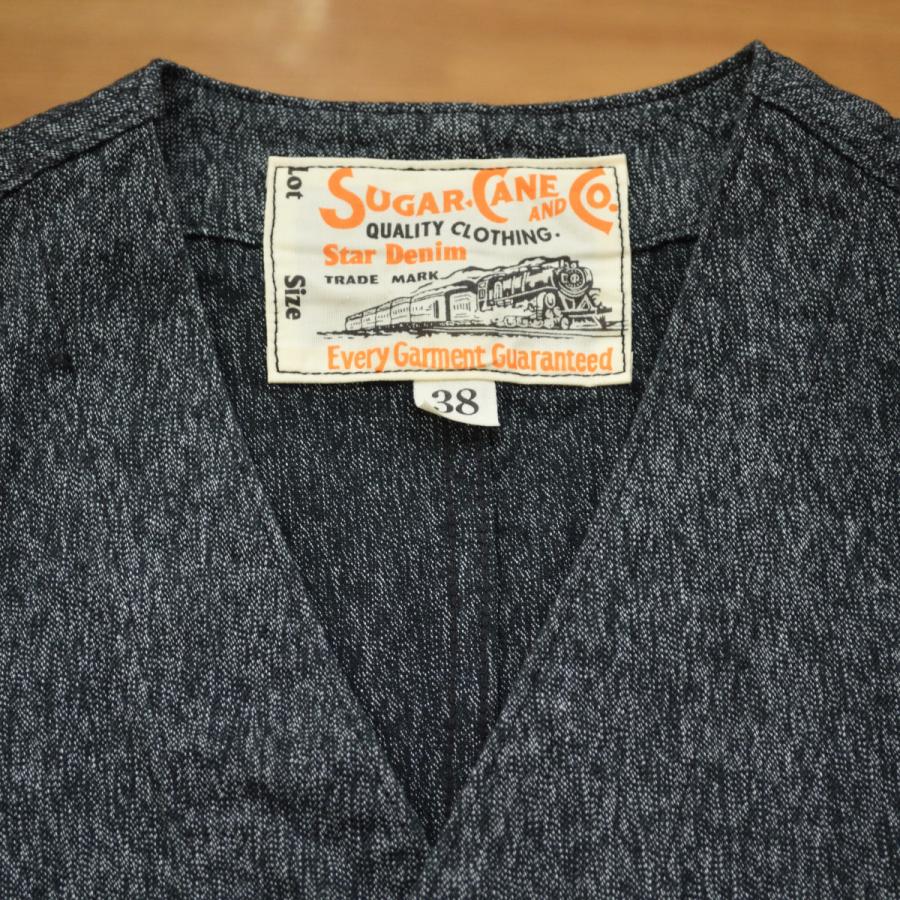 SUGAR CANE AND CO.
QUALITY CLOTHING.
Star Denim
TRADE MARK
Every Garment Guaranteed
Lot
Size
38